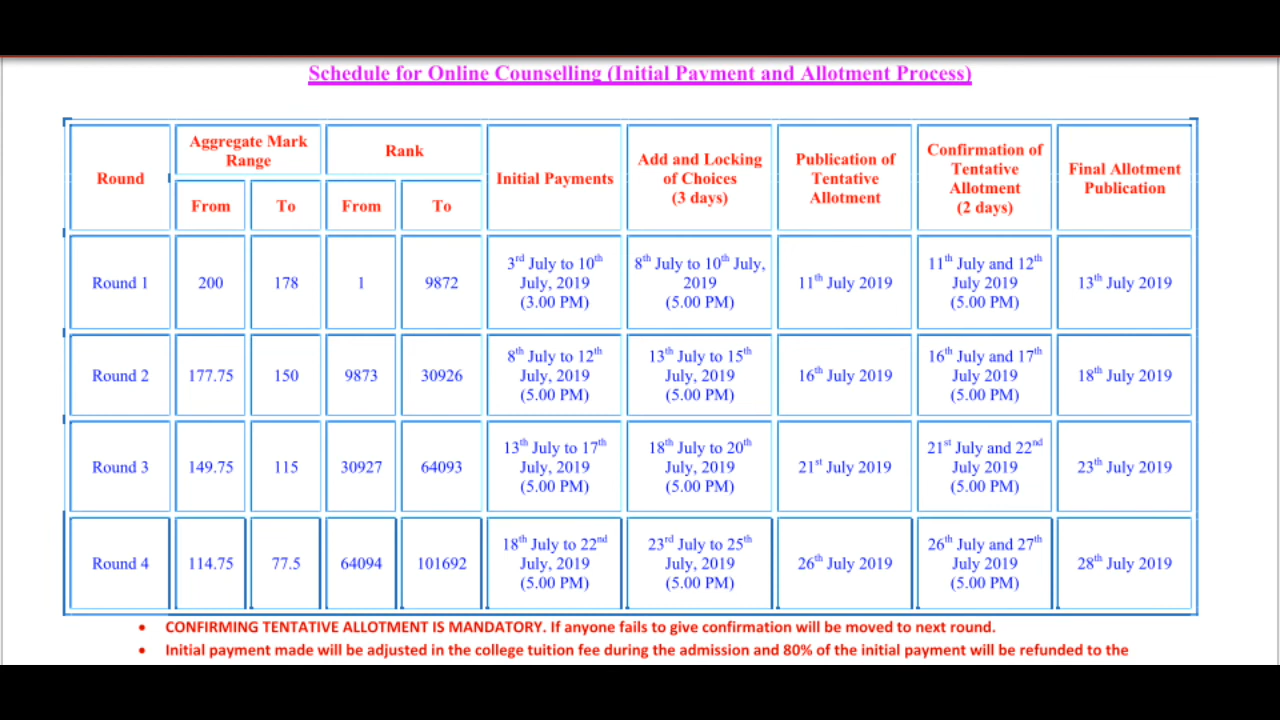 Schedule for Online Counselling (Initial Payment and Allotment Process)
Round
Aggregate Mark
Range
Rank
Initial Payments
Add and Locking
of Choices
(3 days)
Publication of
Tentative
Allotment
Confirmation of
Tentative
Allotment
(2 days)
Final Allotment
Publication
From
To
From
To
Round 1
200
178
1
9872
3rd July to 10th
July, 2019
(3.00 PM)
8th July to 10th July,
2019
(5.00 PM)
11th July 2019
11th July and 12th
July 2019
(5.00 PM)
13th July 2019
Round 2
177.75
150
9873
30926
8th July to 12th
July, 2019
(5.00 PM)
13th July to 15th
July, 2019
(5.00 PM)
16th July 2019
16th July and 17th
July 2019
(5.00 PM)
18th July 2019
Round 3
149.75
115
30927
64093
13th July to 17th
July, 2019
(5.00 PM)
18th July to 20th
July, 2019
(5.00 PM)
21st July 2019
21st July and 22nd
July 2019
(5.00 PM)
23th July 2019
Round 4
114.75
77.5
64094
101692
18th July to 22nd
July, 2019
(5.00 PM)
23rd July to 25th
July, 2019
(5.00 PM)
26th July 2019
26th July and 27th
July 2019
(5.00 PM)
28th July 2019
• CONFIRMING TENTATIVE ALLOTMENT IS MANDATORY. If anyone fails to give confirmation will be moved to next round.
• Initial payment made will be adjusted in the college tuition fee during the admission and 80% of the initial payment will be refunded to the